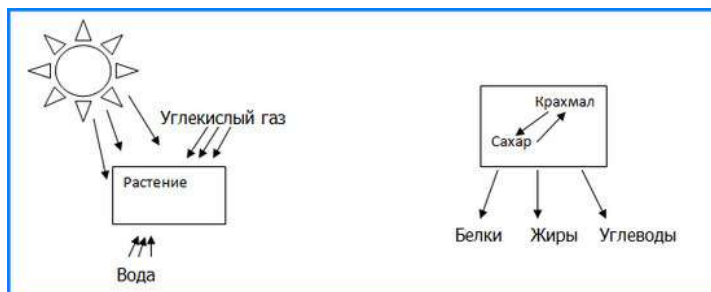 Углекислый газ
Растение
Вода
Крахмал
Сахар
Белки Жиры Углеводы